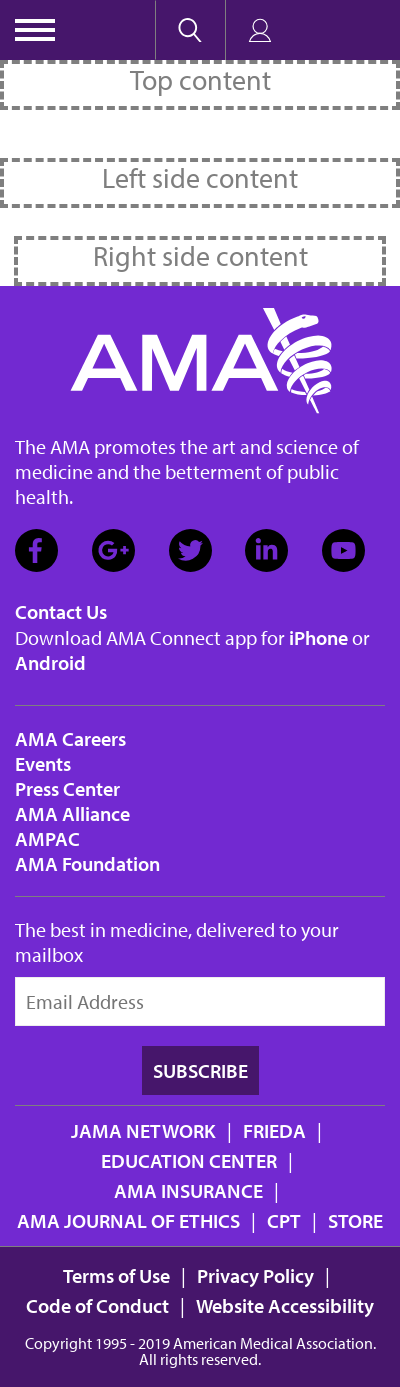 Top content
Left side content
Right side content
AMA
The AMA promotes the art and science of
medicine and the betterment of public
health.
Contact Us
Download AMA Connect app for iPhone or
Android
AMA Careers
Events
Press Center
AMA Alliance
AMPAC
AMA Foundation
The best in medicine, delivered to your
mailbox
Email Address
SUBSCRIBE
JAMA NETWORK | FRIEDA |
EDUCATION CENTER |
AMA INSURANCE |
AMA JOURNAL OF ETHICS | CPT | STORE
Terms of Use | Privacy Policy |
Code of Conduct | Website Accessibility
Copyright 1995 - 2019 American Medical Association.
All rights reserved.